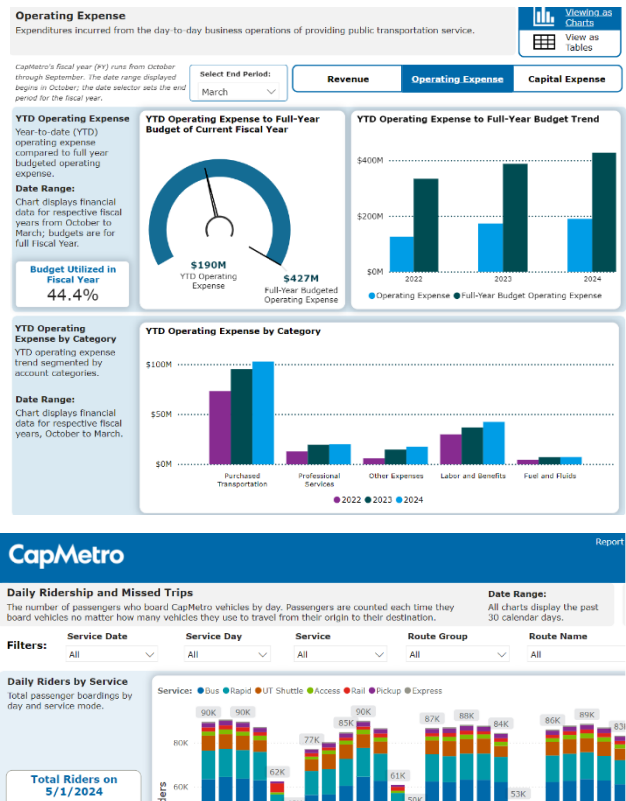 Operating Expense
Expenditures incurred from the day-to-day business operations of providing public transportation service.
Viewing as
Charts
View as
Tables
CapMetro's fiscal year (FY) runs from October
through September. The date range displayed
begins in October; the date selector sets the end
period for the fiscal year.
Select End Period:
March
Revenue
Operating Expense
Capital Expense
YTD Operating Expense
Year-to-date (YTD)
operating expense
compared to full year
budgeted operating
expense.
Date Range:
Chart displays financial
data for respective fiscal
years from October to
March; budgets are for
full Fiscal Year.
Budget Utilized in
Fiscal Year
44.4%
YTD Operating Expense to Full-Year
Budget of Current Fiscal Year
$190M
YTD Operating
Expense
$427M
Full-Year Budgeted
Operating Expense
YTD Operating Expense to Full-Year Budget Trend
$400M
$200M
$0M
2022
2023
2024
Operating Expense
Full-Year Budget Operating Expense
YTD Operating
Expense by Category
YTD operating expense
trend segmented by
account categories.
Date Range:
Chart displays financial
data for respective fiscal
years, October to March.
YTD Operating Expense by Category
$100M
$50M
$0M
Purchased
Transportation
Professional
Services
Other Expenses
Labor and Benefits
Fuel and Fluids
2022
2023
2024
CapMetro
Report
Daily Ridership and Missed Trips
The number of passengers who board CapMetro vehicles by day. Passengers are counted each time they
board vehicles no matter how many vehicles they use to travel from their origin to their destination.
Date Range:
All charts display the past
30 calendar days.
Filters:
Service Date
All
Service Day
All
Service
All
Route Group
All
Route Name
All
Daily Riders by Service
Total passenger boardings by
day and service mode.
Total Riders on
5/1/2024
Service:
Bus
Rapid
UT Shuttle
Access
Rail
Pickup
Express
80K
60K
90K
90K
62K
77K
85K
90K
61K
50K
87K
88K
84K
53K
86K
89K